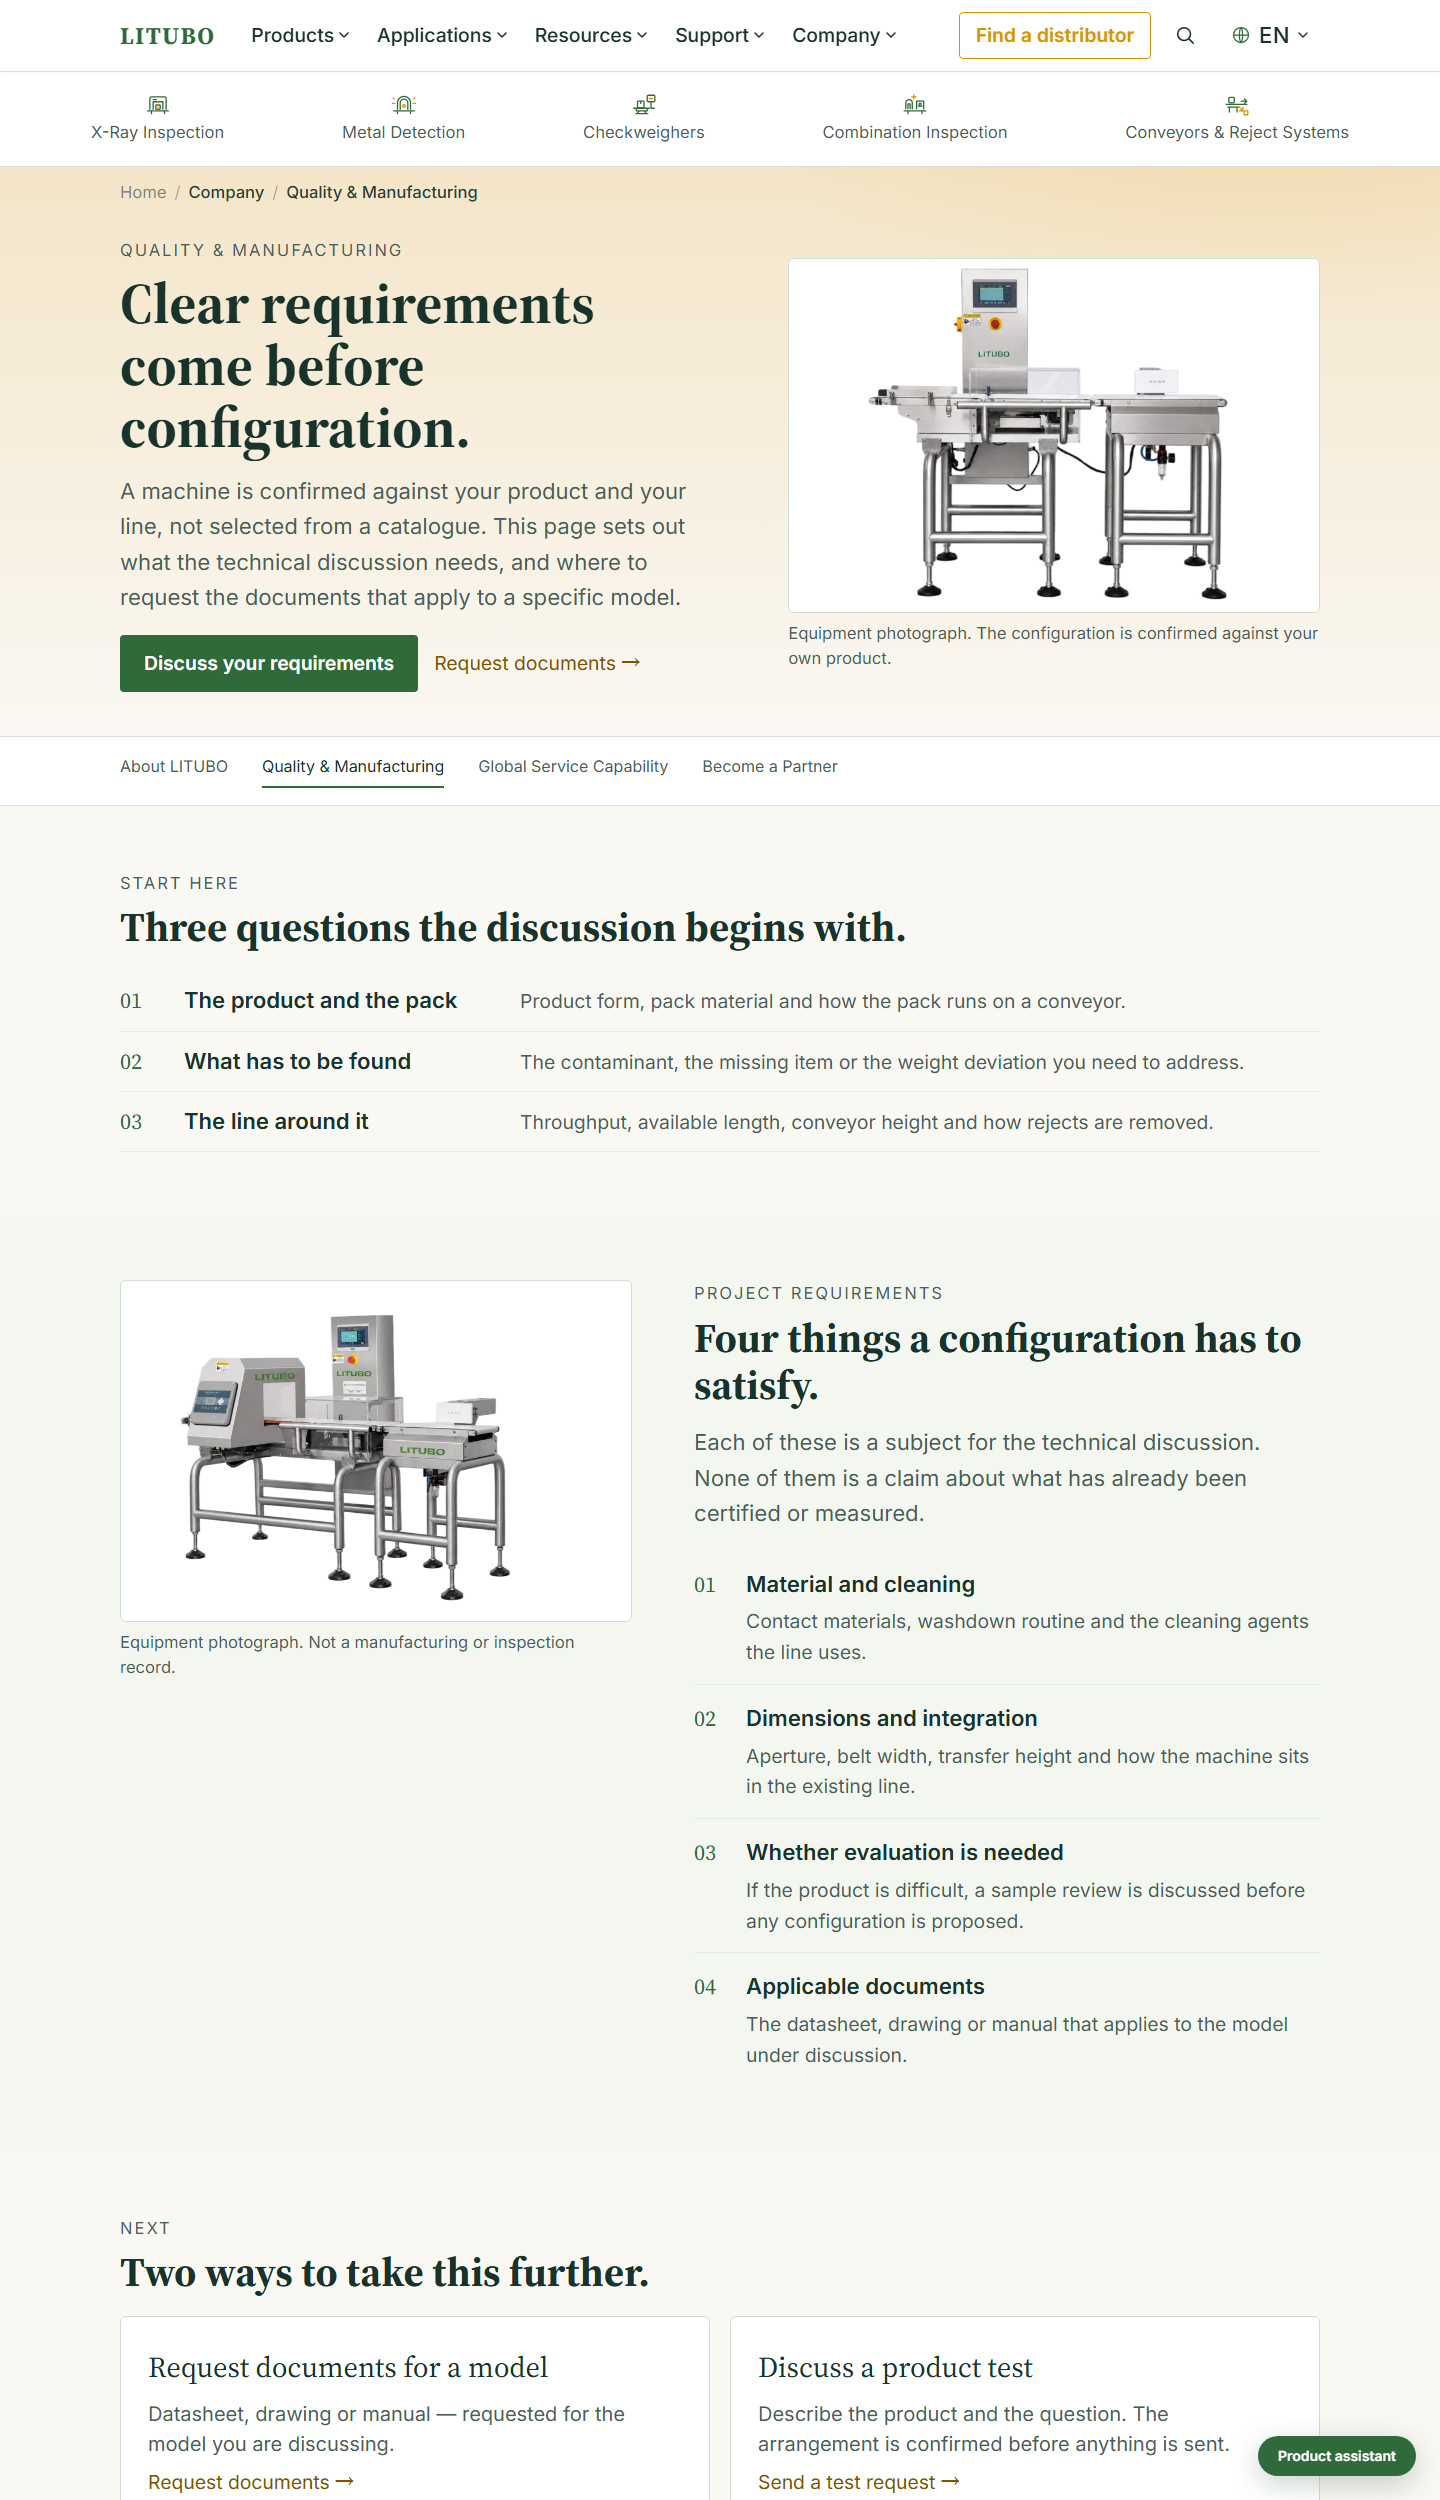 LITUBO
Products
Applications
Resources
Support
Company
Find a distributor
EN
X-Ray Inspection
Metal Detection
Checkweighers
Combination Inspection
Conveyors & Reject Systems
Home / Company / Quality & Manufacturing
QUALITY & MANUFACTURING
Clear requirements
come before
configuration.
A machine is confirmed against your product and your
line, not selected from a catalogue. This page sets out
what the technical discussion needs, and where to
request the documents that apply to a specific model.
Discuss your requirements
Request documents →
LITUBO
Equipment photograph. The configuration is confirmed against your
own product.
About LITUBO
Quality & Manufacturing
Global Service Capability
Become a Partner
START HERE
Three questions the discussion begins with.
01 The product and the pack Product form, pack material and how the pack runs on a conveyor.
02 What has to be found The contaminant, the missing item or the weight deviation you need to address.
03 The line around it Throughput, available length, conveyor height and how rejects are removed.
LITUBO
LITUBO
LITUBO
Equipment photograph. Not a manufacturing or inspection
record.
PROJECT REQUIREMENTS
Four things a configuration has to
satisfy.
Each of these is a subject for the technical discussion.
None of them is a claim about what has already been
certified or measured.
01 Material and cleaning
Contact materials, washdown routine and the cleaning agents
the line uses.
02 Dimensions and integration
Aperture, belt width, transfer height and how the machine sits
in the existing line.
03 Whether evaluation is needed
If the product is difficult, a sample review is discussed before
any configuration is proposed.
04 Applicable documents
The datasheet, drawing or manual that applies to the model
under discussion.
NEXT
Two ways to take this further.
Request documents for a model
Datasheet, drawing or manual — requested for the
model you are discussing.
Request documents →
Discuss a product test
Describe the product and the question. The
arrangement is confirmed before anything is sent.
Send a test request →
Product assistant